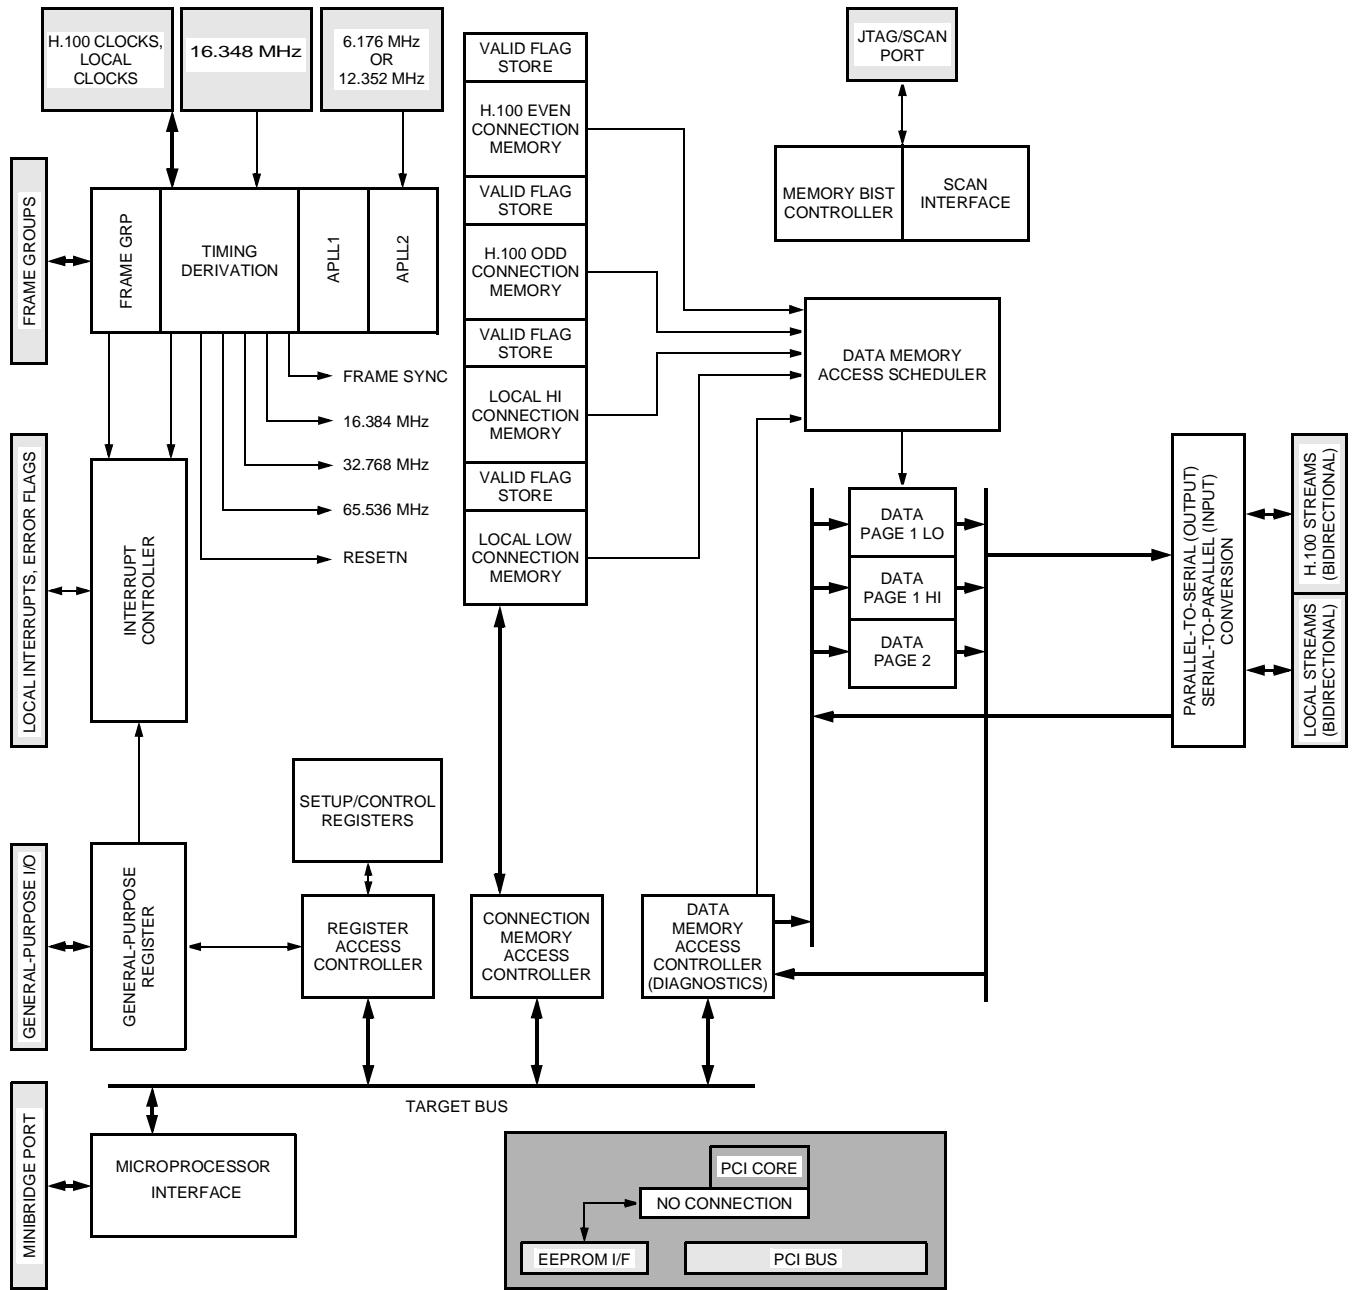 H.100 CLOCKS,
LOCAL
CLOCKS
16.348 MHz
6.176 MHz
OR
12.352 MHz
VALID FLAG
STORE
H.100 EVEN
CONNECTION
MEMORY
VALID FLAG
STORE
H.100 ODD
CONNECTION
MEMORY
VALID FLAG
STORE
LOCAL HI
CONNECTION
MEMORY
VALID FLAG
STORE
LOCAL LOW
CONNECTION
MEMORY
JTAG/SCAN
PORT
MEMORY BIST
CONTROLLER
SCAN
INTERFACE
FRAME GROUPS
FRAME GRP
TIMING
DERIVATION
APLL1
APLL2
FRAME SYNC
16.384 MHz
32.768 MHz
65.536 MHz
RESETN
DATA MEMORY
ACCESS SCHEDULER
LOCAL INTERRUPTS, ERROR FLAGS
INTERRUPT
CONTROLLER
DATA
PAGE 1 LO
DATA
PAGE 1 HI
DATA
PAGE 2
PARALLEL-TO-SERIAL (OUTPUT)
SERIAL-TO-PARALLEL (INPUT)
CONVERSION
H.100 STREAMS
(BIDIRECTIONAL)
LOCAL STREAMS
(BIDIRECTIONAL)
SETUP/CONTROL
REGISTERS
GENERAL-PURPOSE I/O
GENERAL-PURPOSE
REGISTER
REGISTER
ACCESS
CONTROLLER
CONNECTION
MEMORY
ACCESS
CONTROLLER
DATA
MEMORY
ACCESS
CONTROLLER
(DIAGNOSTICS)
TARGET BUS
MINIBRIDGE PORT
MICROPROCESSOR
INTERFACE
PCI CORE
NO CONNECTION
EEPROM I/F
PCI BUS